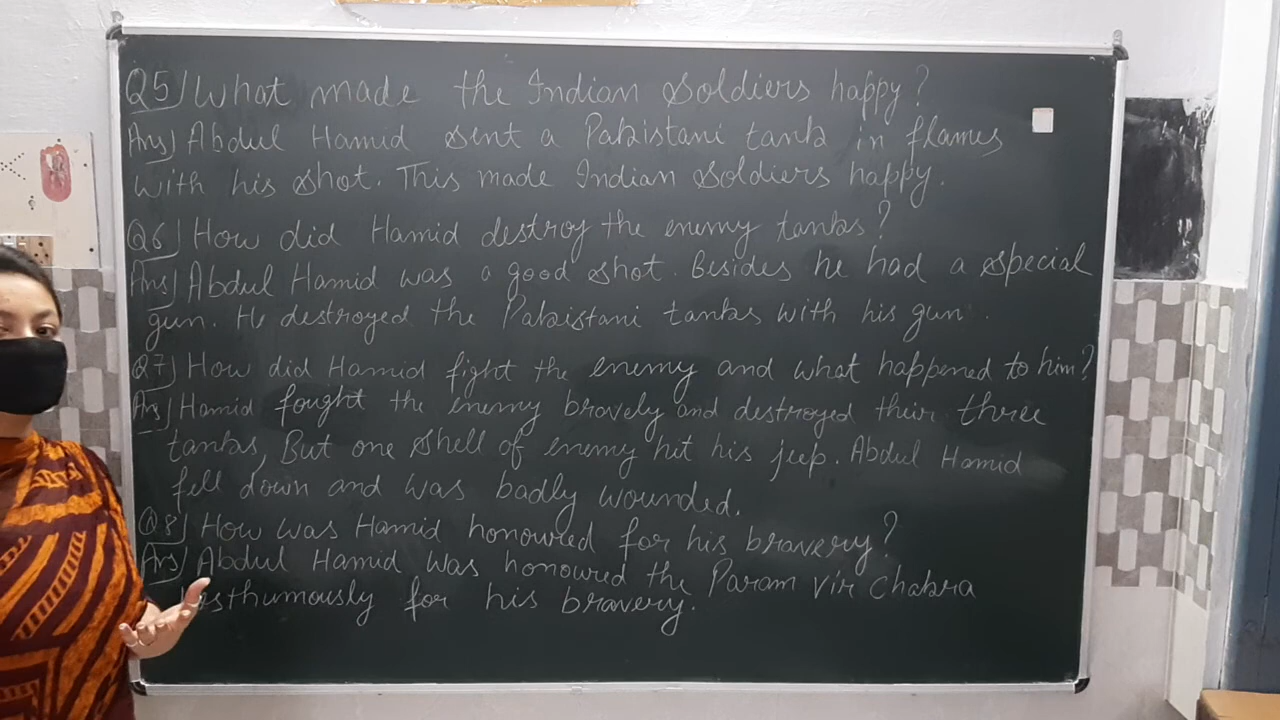 Q5) What made the Indian Soldiers happy?
Ans) Abdul Hamid sent a Pakistani tank in flames
with his shot. This made Indian Soldiers happy.
Q6) How did Hamid destroy the enemy tanks?
Ans) Abdul Hamid was a good shot. Besides he had a special
gun. He destroyed the Pakistani tanks with his gun.
Q7) How did Hamid fight the enemy and what happened to him?
Ans) Hamid fought the enemy bravely and destroyed their three
tanks, But one shell of enemy hit his jeep. Abdul Hamid
fell down and was badly wounded.
Q8) How was Hamid honoured for his bravery?
Ans) Abdul Hamid was honoured the Param Vir Chakra
posthumously for his bravery.